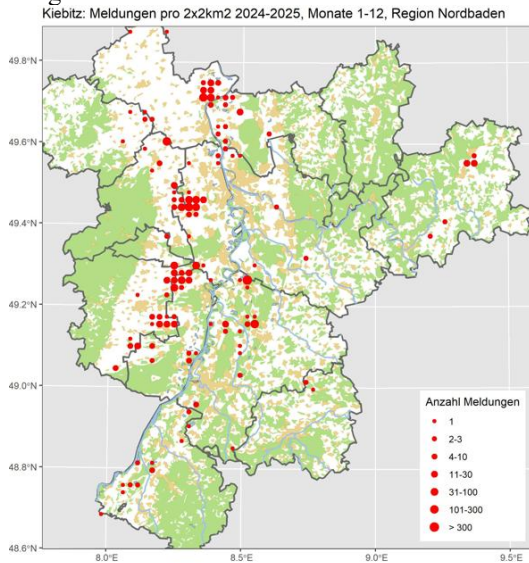 Kiebitz: Meldungen pro 2x2km2 2024-2025, Monate 1-12, Region Nordbaden
49.8°N
49.6°N
49.4°N
49.2°N
49.0°N
48.8°N
48.6°N
8.0°E
8.5°E
9.0°E
9.5°E
Anzahl Meldungen
1
2-3
4-10
11-30
31-100
101-300
> 300